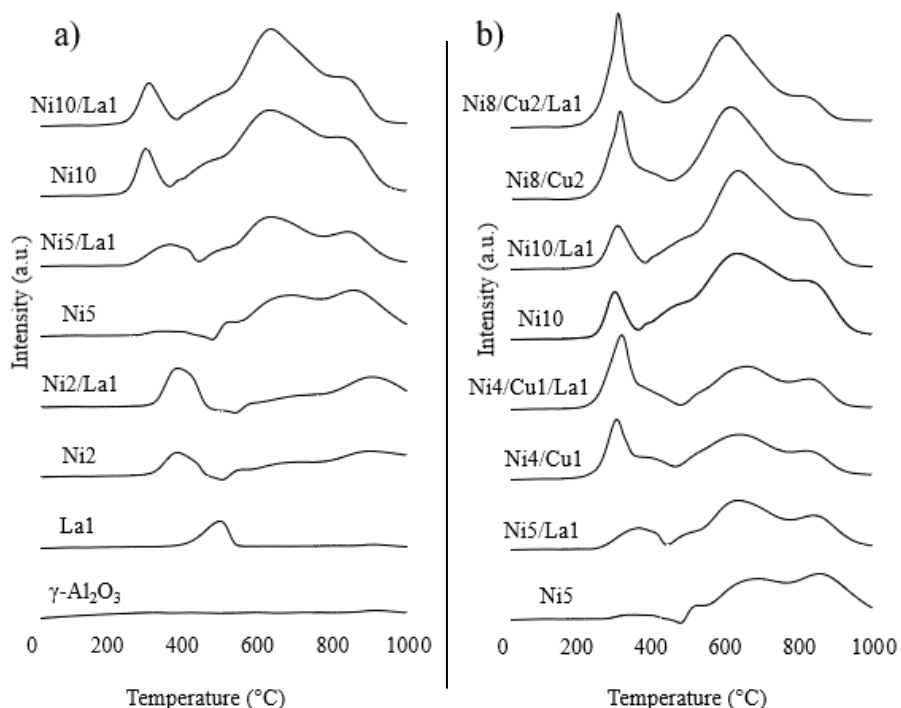 a)
Ni10/La1
Ni10
Ni5/La1
Ni5
Ni2/La1
Ni2
La1
γ-Al₂O₃
Intensity (a.u.)
0 200 400 600 800 1000
Temperature (°C)
b)
Ni8/Cu2/La1
Ni8/Cu2
Ni10/La1
Ni10
Ni4/Cu1/La1
Ni4/Cu1
Ni5/La1
Ni5
Intensity (a.u.)
0 200 400 600 800 1000
Temperature (°C)